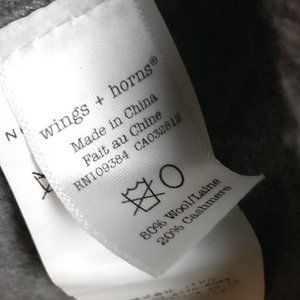 wings + horns®
Made in China
Fait au Chine
RN109384 CA032812
80% Wool/Laine
20% Cashmere